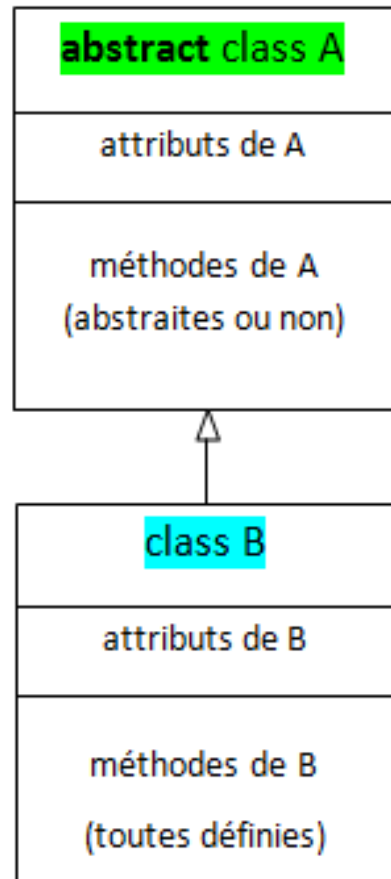 abstract class A
attributs de A
méthodes de A
(abstraites ou non)
class B
attributs de B
méthodes de B
(toutes définies)